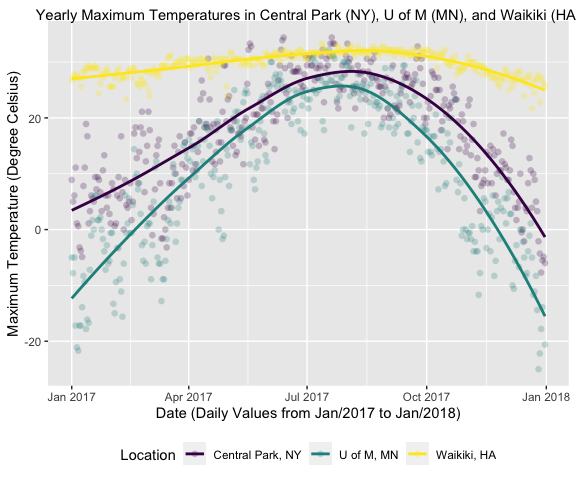 Yearly Maximum Temperatures in Central Park (NY), U of M (MN), and Waikiki (HA
Maximum Temperature (Degree Celsius)
20
0
-20
Jan 2017 Apr 2017 Jul 2017 Oct 2017 Jan 2018
Date (Daily Values from Jan/2017 to Jan/2018)
Location Central Park, NY U of M, MN Waikiki, HA